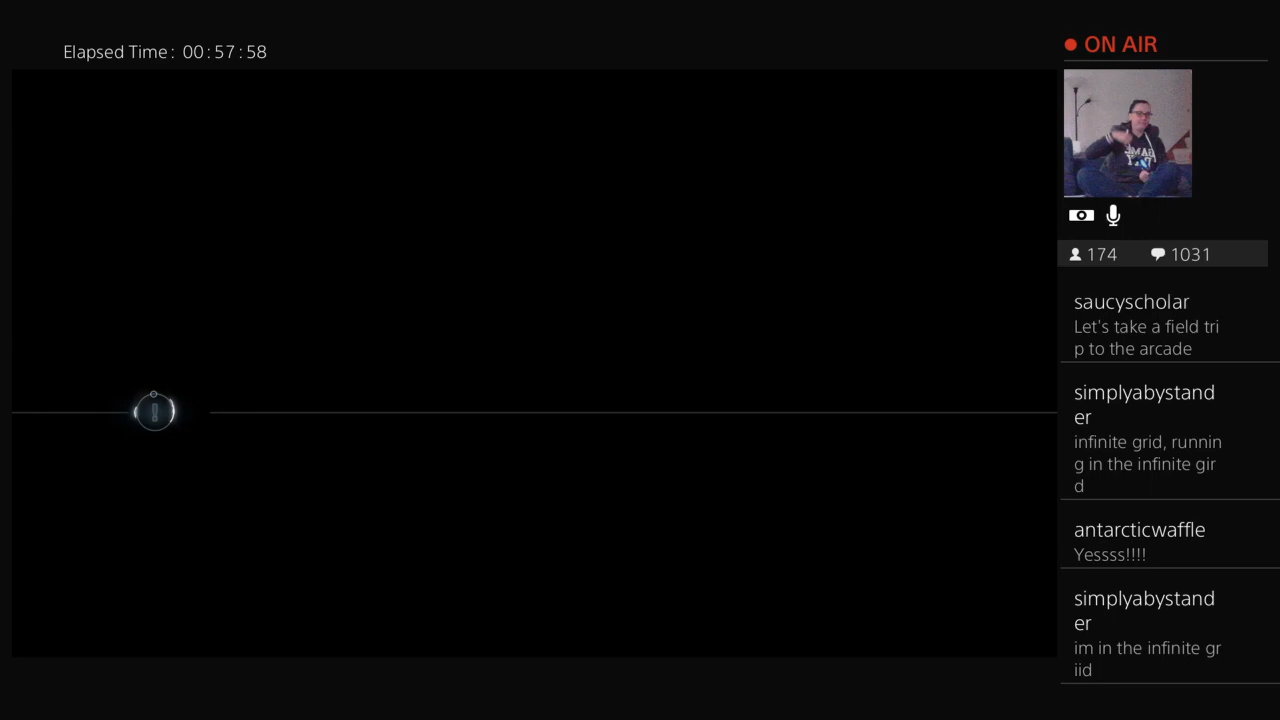 Elapsed Time: 00:57:58
ON AIR
174 1031
saucyscholar
Let's take a field tri
p to the arcade
simplyabystand
er
infinite grid, runnin
g in the infinite gir
d
antarcticwaffle
Yessss!!!!
simplyabystand
er
im in the infinite gr
iid